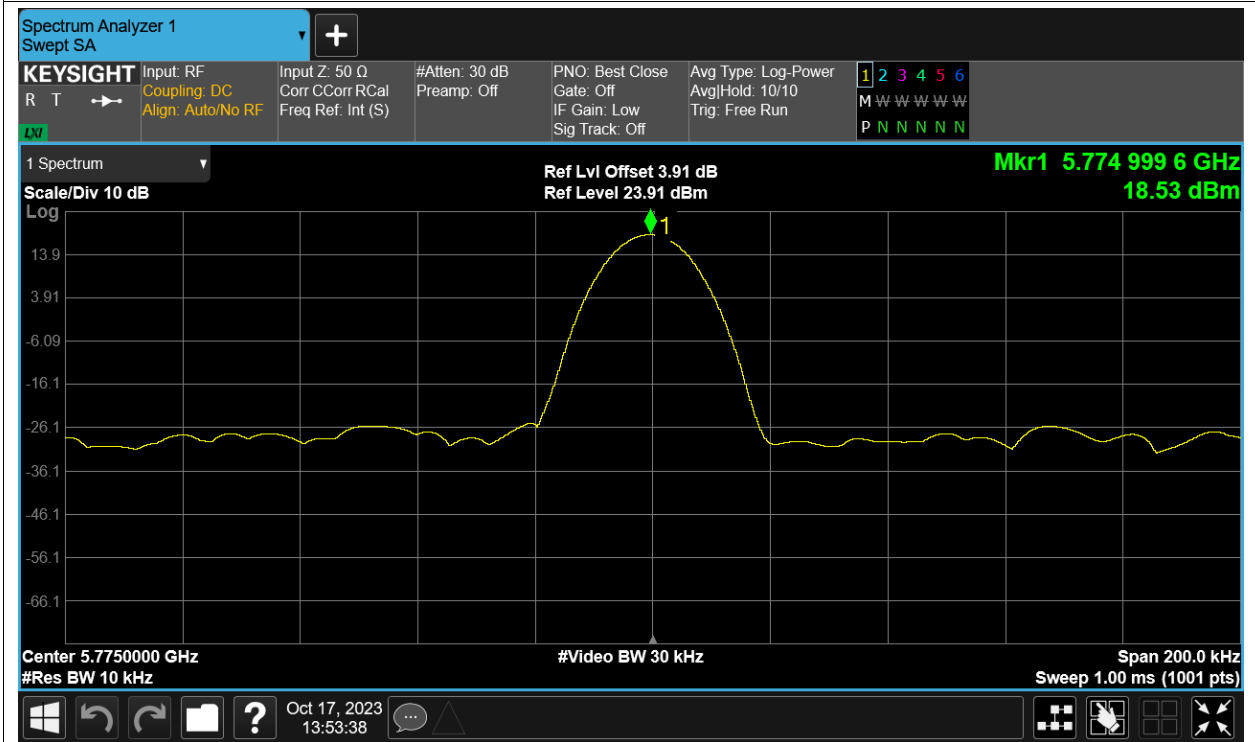 Spectrum Analyzer 1
Swept SA
+
KEYSIGHT
R T
LXI
Input: RF
Coupling: DC
Align: Auto/No RF
Input Z: 50 Ω
Corr CCorr RCal
Freq Ref: Int (S)
#Atten: 30 dB
Preamp: Off
PNO: Best Close
Gate: Off
IF Gain: Low
Sig Track: Off
Avg Type: Log-Power
Avg|Hold: 10/10
Trig: Free Run
1 2 3 4 5 6
M W W W W W
P N N N N N
1 Spectrum
Scale/Div 10 dB
Ref Lvl Offset 3.91 dB
Ref Level 23.91 dBm
Mkr1 5.774 999 6 GHz
18.53 dBm
Log
1
13.9
3.91
-6.09
-16.1
-26.1
-36.1
-46.1
-56.1
-66.1
Center 5.7750000 GHz
#Video BW 30 kHz
Span 200.0 kHz
#Res BW 10 kHz
Sweep 1.00 ms (1001 pts)
?
Oct 17, 2023
13:53:38